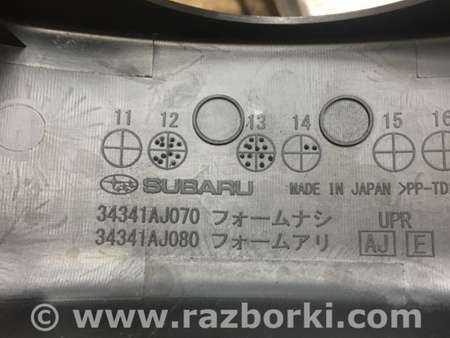 11 12 13 14 15 16
SUBARU MADE IN JAPAN >PP-TD
34341AJ070 フォームナシ UPR
34341AJ080 フォームアリ AJ E
© www.razborki.com